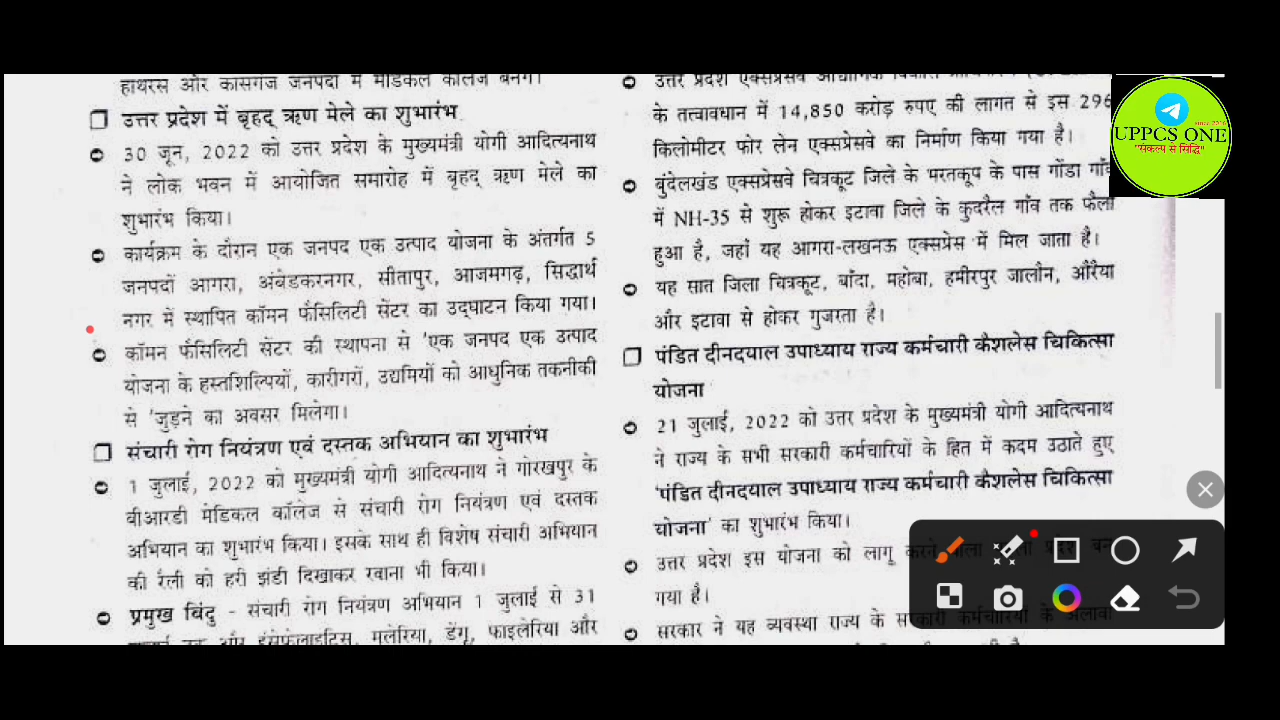 हाथरस और कासगंज जनपदों में मेडिकल कॉलेज बनेंगे।
उत्तर प्रदेश में बृहद् ऋण मेले का शुभारंभ
30 जून, 2022 को उत्तर प्रदेश के मुख्यमंत्री योगी आदित्यनाथ
ने लोक भवन में आयोजित समारोह में बृहद् ऋण मेले का
शुभारंभ किया।
कार्यक्रम के दौरान एक जनपद एक उत्पाद योजना के अंतर्गत 5
जनपदों आगरा, अंबेडकरनगर, सीतापुर, आजमगढ़, सिद्धार्थ
नगर में स्थापित कॉमन फैसिलिटी सेंटर का उद्घाटन किया गया।
कॉमन फैसिलिटी सेंटर की स्थापना से 'एक जनपद एक उत्पाद
योजना के हस्तशिल्पियों, कारीगरों, उद्यमियों को आधुनिक तकनीकी
से 'जुड़ने का अवसर मिलेगा।
संचारी रोग नियंत्रण एवं दस्तक अभियान का शुभारंभ
1 जुलाई, 2022 को मुख्यमंत्री योगी आदित्यनाथ ने गोरखपुर के
बीआरडी मेडिकल कॉलेज से संचारी रोग नियंत्रण एवं दस्तक
अभियान का शुभारंभ किया। इसके साथ ही विशेष संचारी अभियान
की रैली को हरी झंडी दिखाकर रवाना भी किया।
प्रमुख बिंदु - संचारी रोग नियंत्रण अभियान 1 जुलाई से 31
और इंसेफेलाइटिस, मलेरिया, डेंगू, फाइलेरिया और
उत्तर प्रदेश एक्सप्रेसवे औद्योगिक विकास
के तत्वावधान में 14,850 करोड़ रुपए की लागत से इस 296
किलोमीटर फोर लेन एक्सप्रेसवे का निर्माण किया गया है।
बुंदेलखंड एक्सप्रेसवे चित्रकूट जिले के भरतकूप के पास गोंडा गाँव
में NH-35 से शुरू होकर इटावा जिले के कुदरैल गाँव तक फैला
हुआ है, जहाँ यह आगरा-लखनऊ एक्सप्रेस में मिल जाता है।
यह सात जिला चित्रकूट, बाँदा, महोबा, हमीरपुर जालौन, औरैया
और इटावा से होकर गुजरता है।
पंडित दीनदयाल उपाध्याय राज्य कर्मचारी कैशलेस चिकित्सा
योजना
21 जुलाई, 2022 को उत्तर प्रदेश के मुख्यमंत्री योगी आदित्यनाथ
ने राज्य के सभी सरकारी कर्मचारियों के हित में कदम उठाते हुए
'पंडित दीनदयाल उपाध्याय राज्य कर्मचारी कैशलेस चिकित्सा
योजना' का शुभारंभ किया।
उत्तर प्रदेश इस योजना को लागू करने वाला पहला प्रदेश बन
गया है।
सरकार ने यह व्यवस्था राज्य के सरकारी कर्मचारियों के अलावा
UPPCS ONE
"संकल्प से सिद्धि"